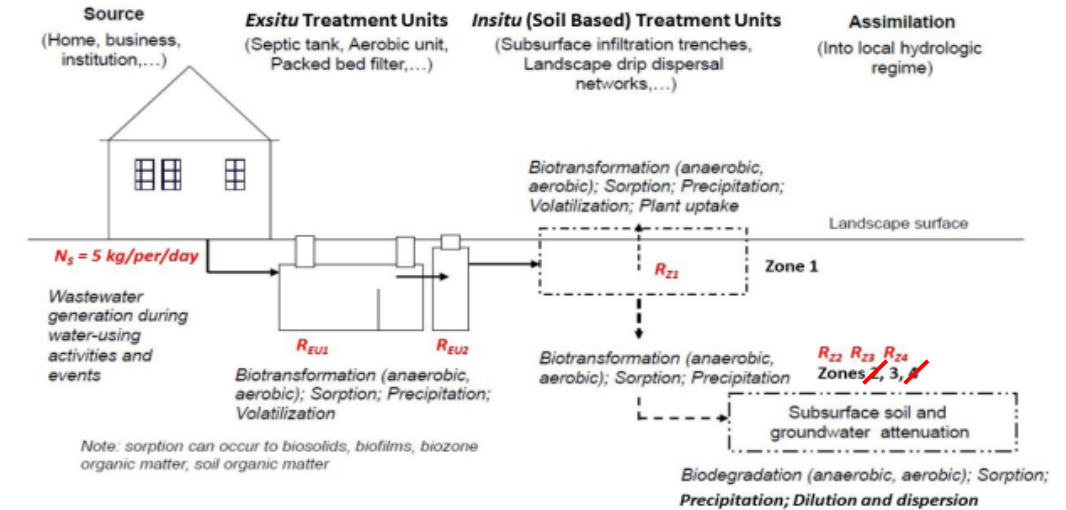 Source
(Home, business,
institution,...)
Exsitu Treatment Units
(Septic tank, Aerobic unit,
Packed bed filter,...)
Insitu (Soil Based) Treatment Units
(Subsurface infiltration trenches,
Landscape drip dispersal
networks,...)
Assimilation
(Into local hydrologic
regime)
Biotransformation (anaerobic,
aerobic); Sorption; Precipitation;
Volatilization; Plant uptake
Landscape surface
NS = 5 kg/per/day
RZ1
Zone 1
Wastewater
generation during
water-using
activities and
events
REU1
REU2
Biotransformation (anaerobic,
aerobic); Sorption; Precipitation;
Volatilization
Biotransformation (anaerobic,
aerobic); Sorption; Precipitation
RZ2 RZ3 RZ4
Zones 2, 3, 4
Subsurface soil and
groundwater attenuation
Note: sorption can occur to biosolids, biofilms, biozone
organic matter, soil organic matter
Biodegradation (anaerobic, aerobic); Sorption;
Precipitation; Dilution and dispersion